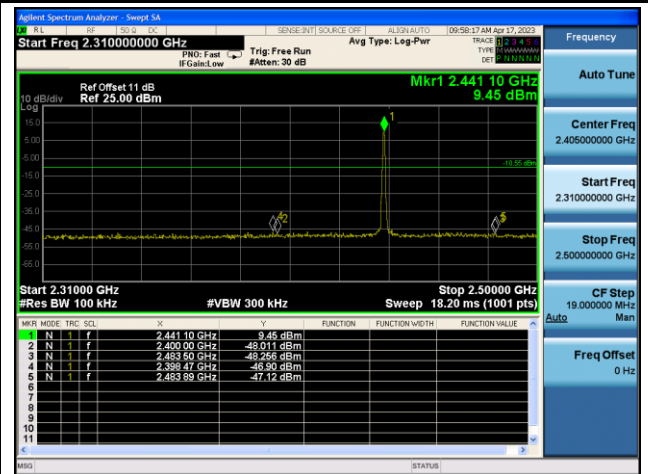 Agilent Spectrum Analyzer - Swept SA
RL RF 50 Ω DC SENSE:INT SOURCE OFF ALIGN AUTO 09:58:17 AM Apr 17, 2023
Start Freq 2.310000000 GHz
PNO: Fast
IFGain:Low
Trig: Free Run
#Atten: 30 dB
Avg Type: Log-Pwr
TRACE 1 2 3 4 5 6
TYPE M WWWWW
DET P N N N N N
Ref Offset 11 dB
10 dB/div Ref 25.00 dBm
Log
Mkr1 2.441 10 GHz
9.45 dBm
15.0
5.00
-5.00
-15.0
-25.0
-35.0
-45.0
-55.0
-65.0
1
-10.55 dBm
2
5
Start 2.31000 GHz Stop 2.50000 GHz
#Res BW 100 kHz #VBW 300 kHz Sweep 18.20 ms (1001 pts)
MKR MODE TRC SCL X Y FUNCTION FUNCTION WIDTH FUNCTION VALUE
1 N 1 f 2.441 10 GHz 9.45 dBm
2 N 1 f 2.400 00 GHz -48.011 dBm
3 N 1 f 2.483 50 GHz -48.256 dBm
4 N 1 f 2.398 47 GHz -46.90 dBm
5 N 1 f 2.483 89 GHz -47.12 dBm
6
7
8
9
10
11
MSG STATUS
Frequency
Auto Tune
Center Freq
2.405000000 GHz
Start Freq
2.310000000 GHz
Stop Freq
2.500000000 GHz
CF Step
19.000000 MHz
Auto Man
Freq Offset
0 Hz